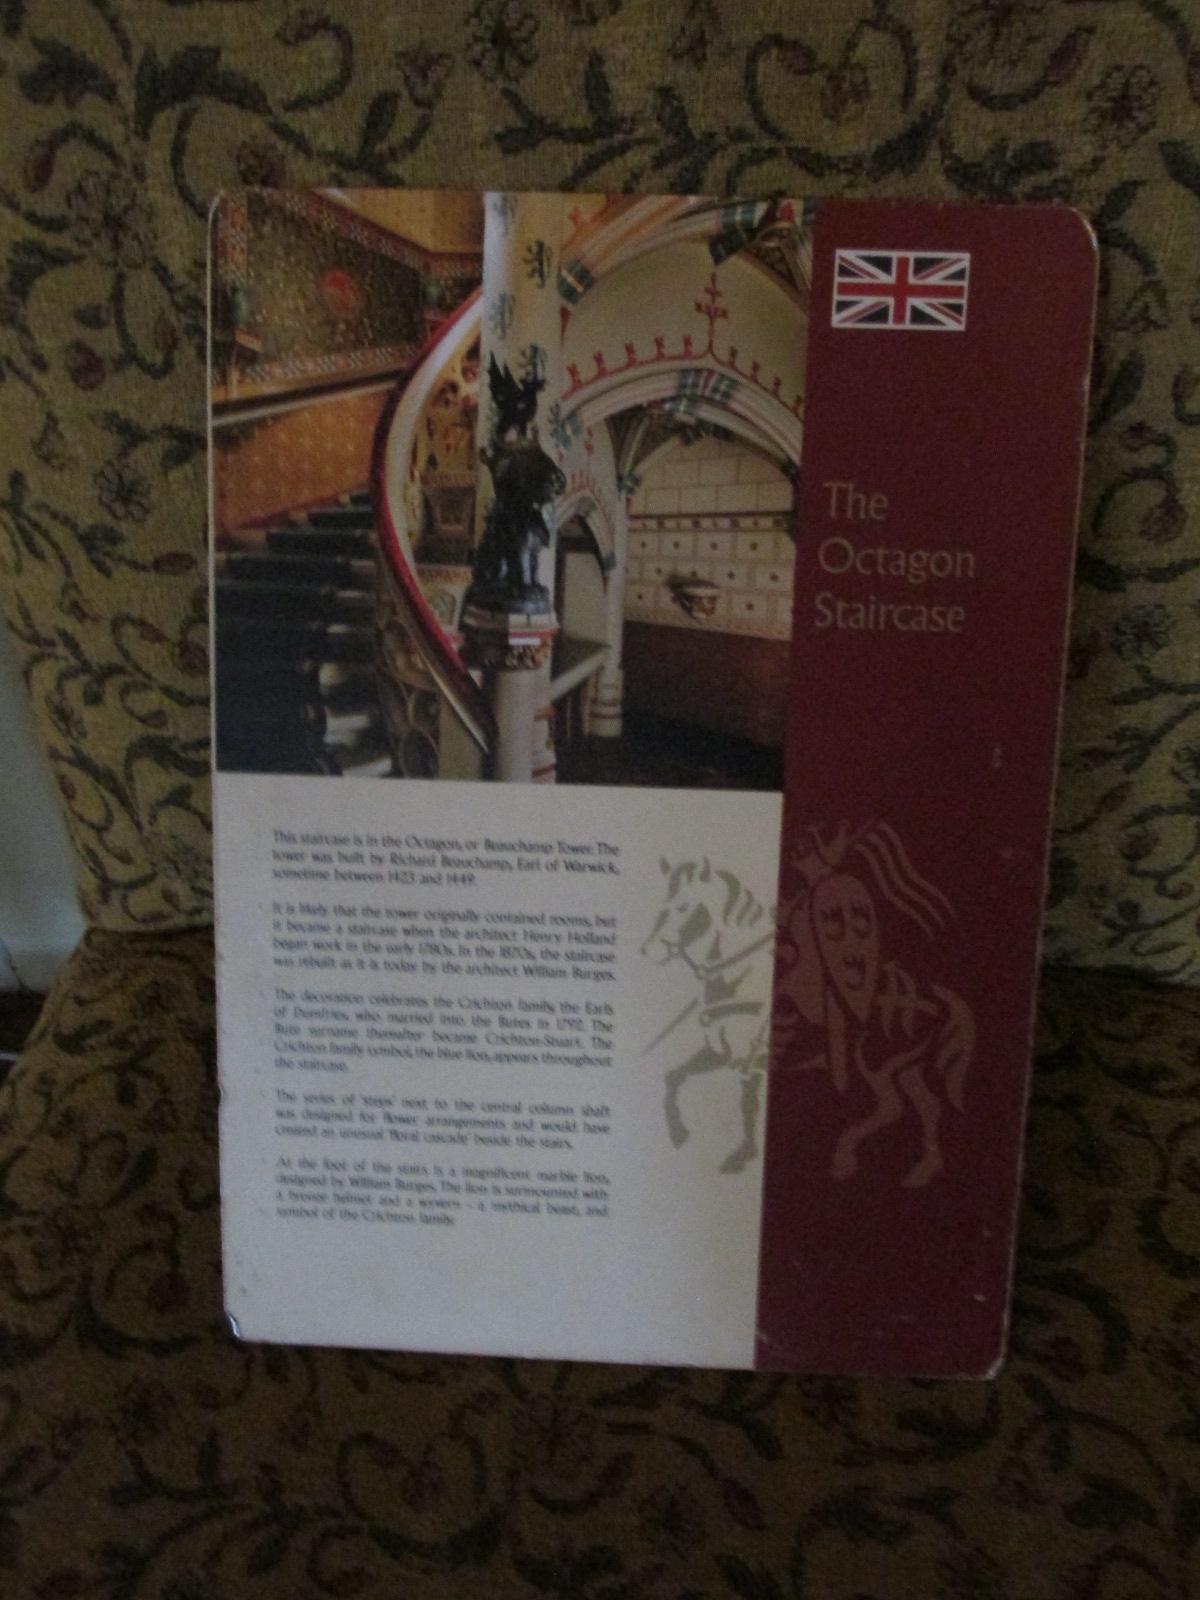 The
Octagon
Staircase
This staircase is in the Octagon, or Beauchamp Tower. The
tower was built by Richard Beauchamp, Earl of Warwick,
sometime between 1423 and 1449.
It is likely that the tower originally contained rooms, but
it became a staircase when the architect Henry Holland
began work in the early 1780s. In the 1870s, the staircase
was rebuilt as it is today by the architect William Burges.
The decoration celebrates the Crichton family, the Earls
of Dumfries, who married into the Butes in 1792. The
Bute surname thereafter became Crichton-Stuart. The
Crichton family symbol, the blue lion, appears throughout
the staircase.
The series of 'steps' next to the central column shaft
was designed for flower arrangements and would have
created an unusual 'floral cascade' beside the stairs.
At the foot of the stairs is a magnificent marble lion,
designed by William Burges. The lion is surmounted with
a bronze helmet and a wyvern - a mythical beast, and
symbol of the Crichton family.